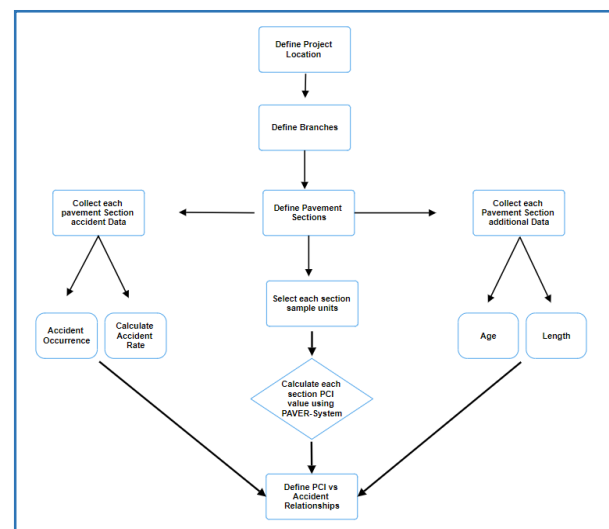 Define Project
Location
Define Branches
Collect each
pavement Section
accident Data
Define Pavement
Sections
Collect each
Pavement Section
additional Data
Select each section
sample units
Accident
Occurrence
Calculate
Accident
Rate
Age
Length
Calculate each
section PCI
value using
PAVER-System
Define PCI vs
Accident
Relationships